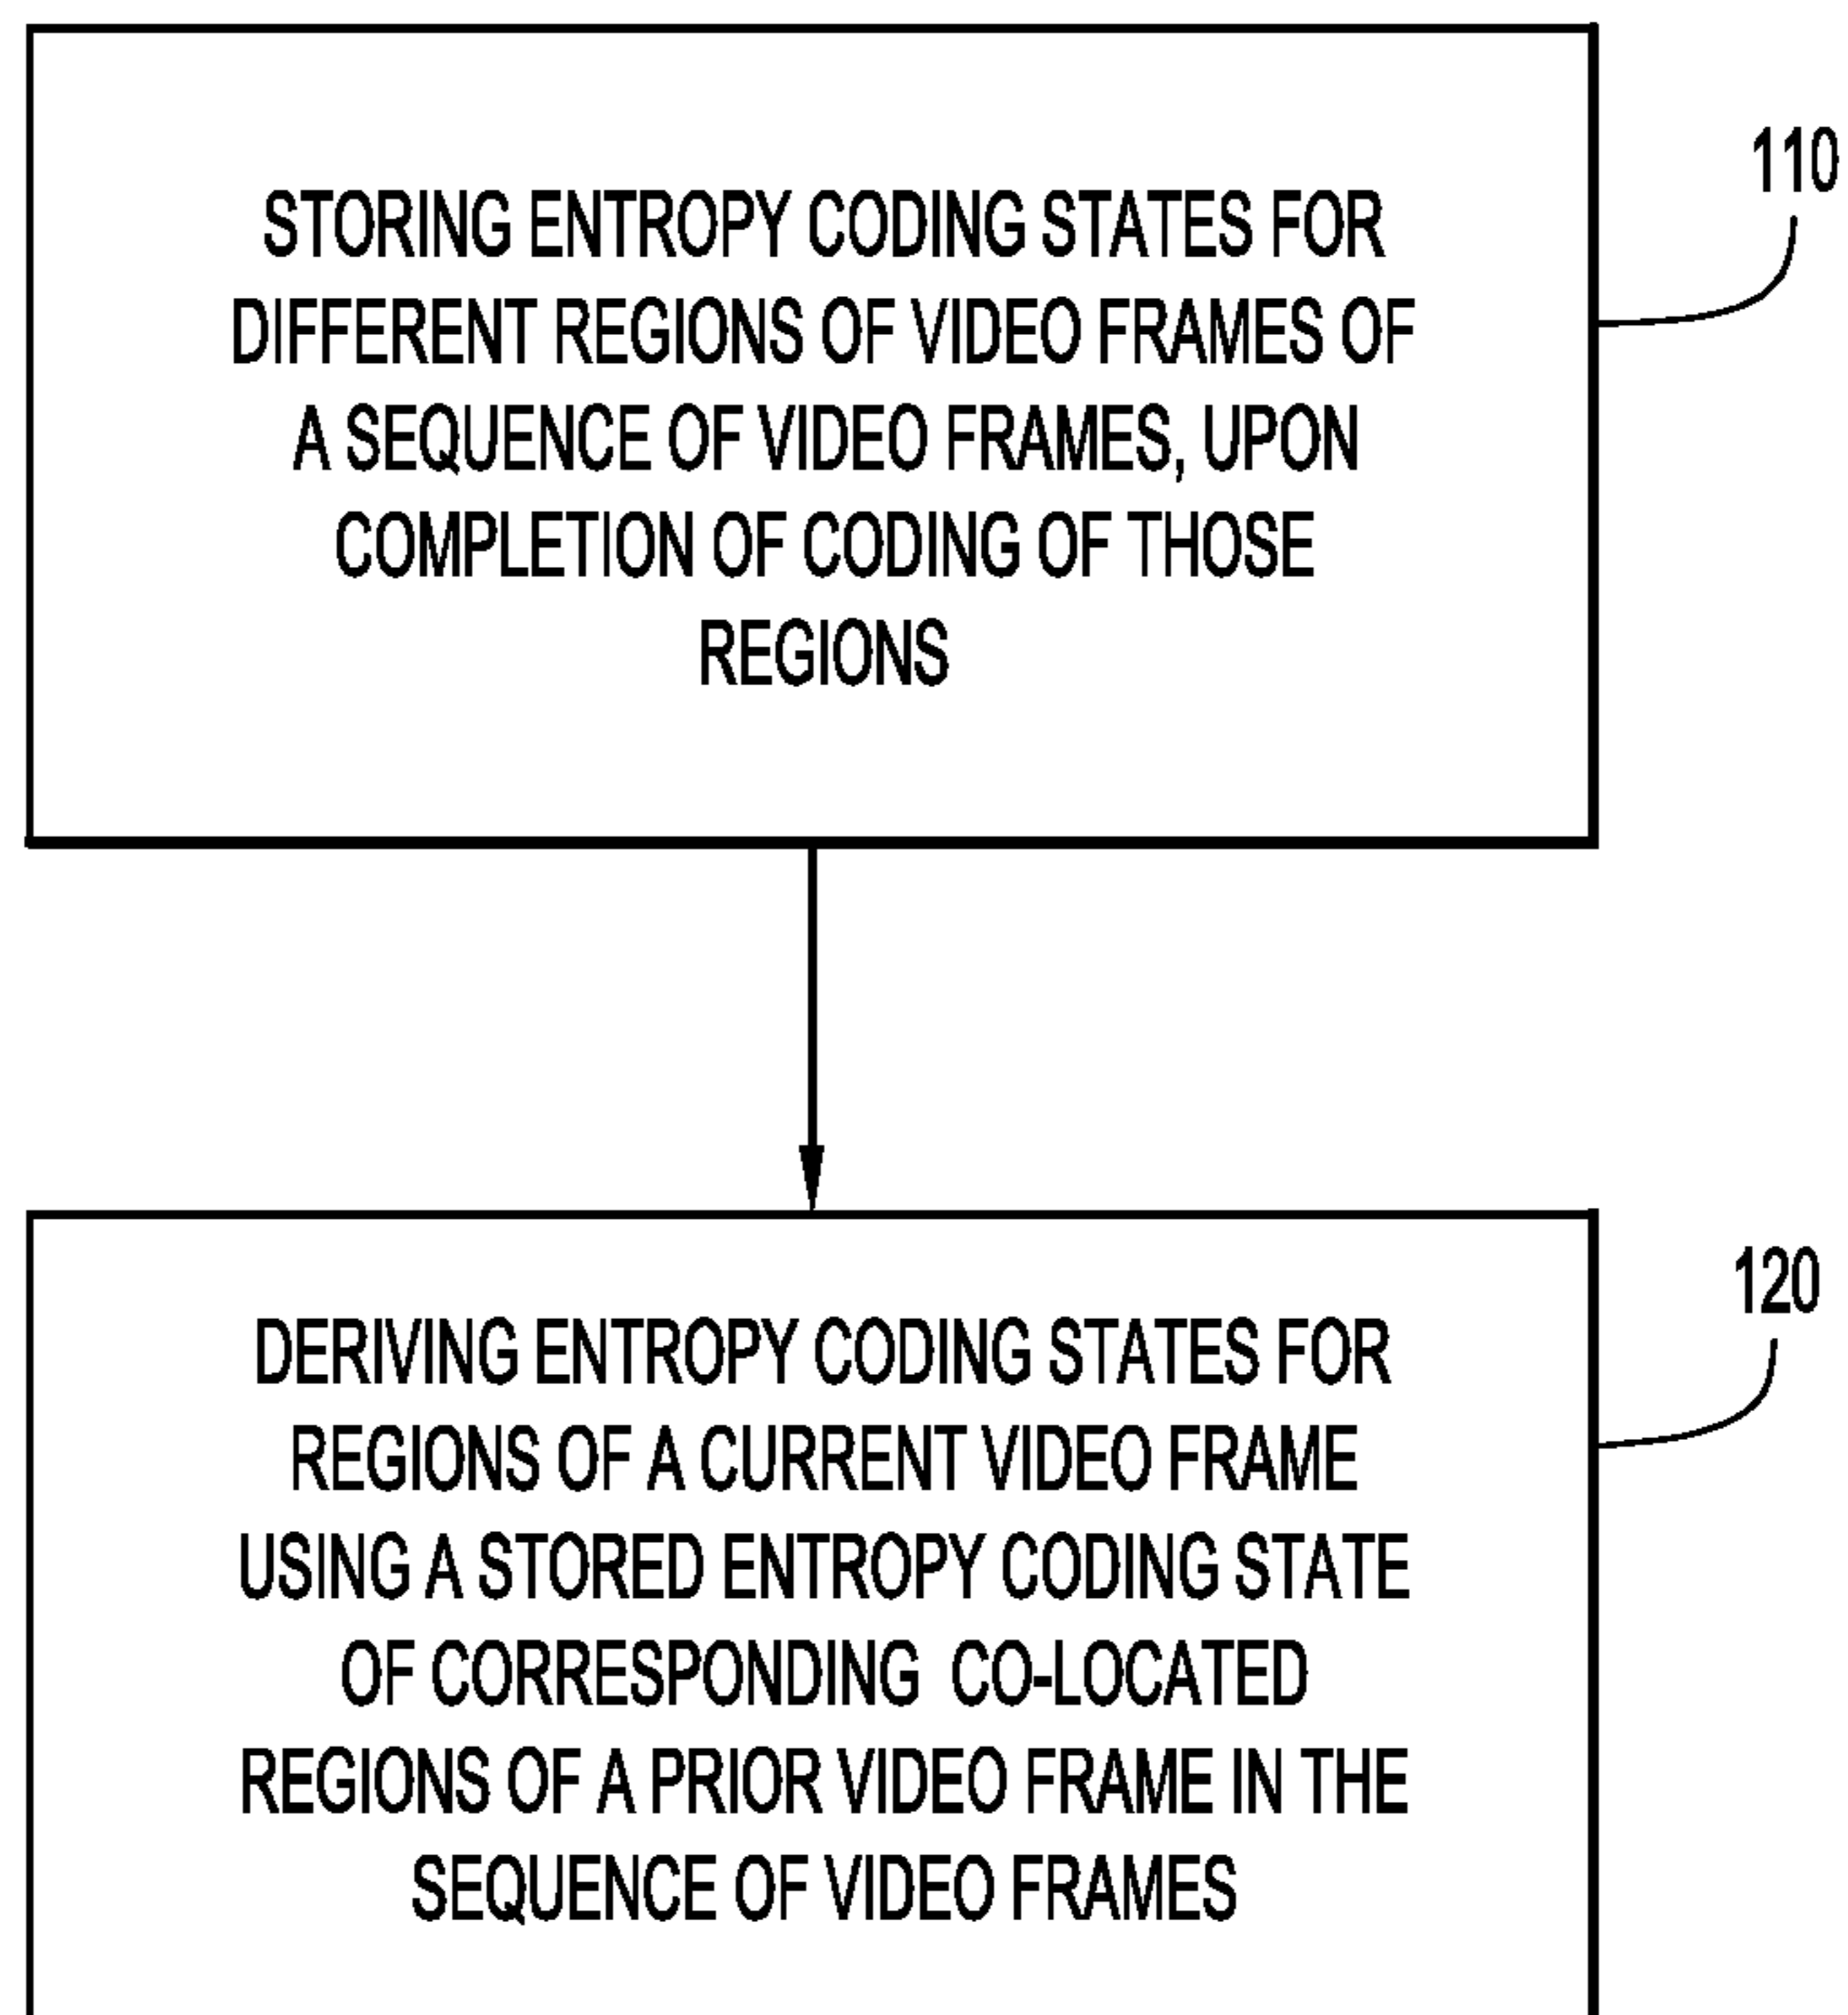 110
STORING ENTROPY CODING STATES FOR
DIFFERENT REGIONS OF VIDEO FRAMES OF
A SEQUENCE OF VIDEO FRAMES, UPON
COMPLETION OF CODING OF THOSE
REGIONS
120
DERIVING ENTROPY CODING STATES FOR
REGIONS OF A CURRENT VIDEO FRAME
USING A STORED ENTROPY CODING STATE
OF CORRESPONDING CO-LOCATED
REGIONS OF A PRIOR VIDEO FRAME IN THE
SEQUENCE OF VIDEO FRAMES